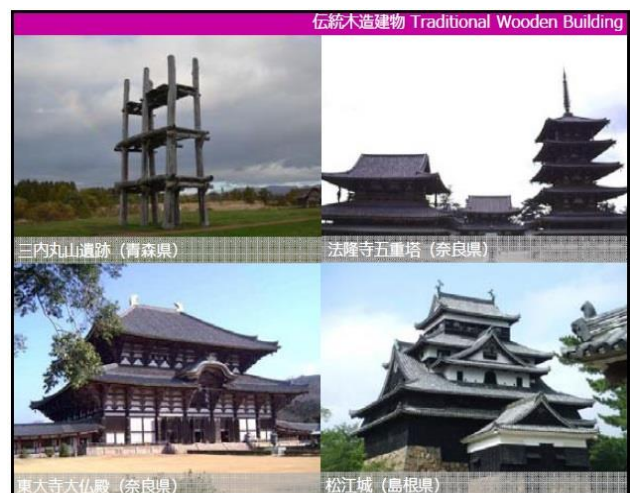 伝統木造建物 Traditional Wooden Building
三内丸山遺跡（青森県）
法隆寺五重塔（奈良県）
東大寺大仏殿（奈良県）
松江城（島根県）